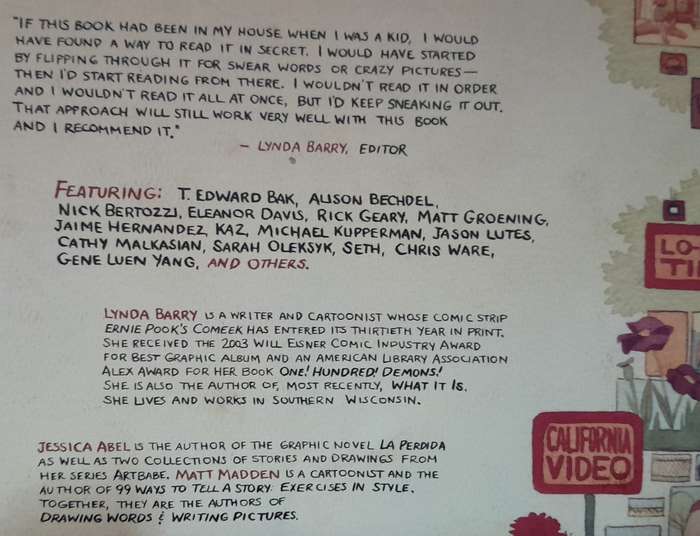 "IF THIS BOOK HAD BEEN IN MY HOUSE WHEN I WAS A KID, I WOULD
HAVE FOUND A WAY TO READ IT IN SECRET. I WOULD HAVE STARTED
BY FLIPPING THROUGH IT FOR SWEAR WORDS OR CRAZY PICTURES—
THEN I'D START READING FROM THERE. I WOULDN'T READ IT IN ORDER
AND I WOULDN'T READ IT ALL AT ONCE, BUT I'D KEEP SNEAKING IT OUT.
THAT APPROACH WILL STILL WORK VERY WELL WITH THIS BOOK
AND I RECOMMEND IT."
— LYNDA BARRY, EDITOR
FEATURING: T. EDWARD BAK, ALISON BECHDEL,
NICK BERTOZZI, ELEANOR DAVIS, RICK GEARY, MATT GROENING,
JAIME HERNANDEZ, KAZ, MICHAEL KUPPERMAN, JASON LUTES,
CATHY MALKASIAN, SARAH OLEKSYK, SETH, CHRIS WARE,
GENE LUEN YANG, AND OTHERS.
LYNDA BARRY IS A WRITER AND CARTOONIST WHOSE COMIC STRIP
ERNIE POOK'S COMEEK HAS ENTERED ITS THIRTIETH YEAR IN PRINT.
SHE RECEIVED THE 2003 WILL EISNER COMIC INDUSTRY AWARD
FOR BEST GRAPHIC ALBUM AND AN AMERICAN LIBRARY ASSOCIATION
ALEX AWARD FOR HER BOOK ONE! HUNDRED! DEMONS!
SHE IS ALSO THE AUTHOR OF, MOST RECENTLY, WHAT IT IS.
SHE LIVES AND WORKS IN SOUTHERN WISCONSIN.
JESSICA ABEL IS THE AUTHOR OF THE GRAPHIC NOVEL LA PERDIDA
AS WELL AS TWO COLLECTIONS OF STORIES AND DRAWINGS FROM
HER SERIES ARTBABE. MATT MADDEN IS A CARTOONIST AND THE
AUTHOR OF 99 WAYS TO TELL A STORY: EXERCISES IN STYLE.
TOGETHER, THEY ARE THE AUTHORS OF
DRAWING WORDS & WRITING PICTURES.
LO-
TI
CALIFORNIA
VIDEO